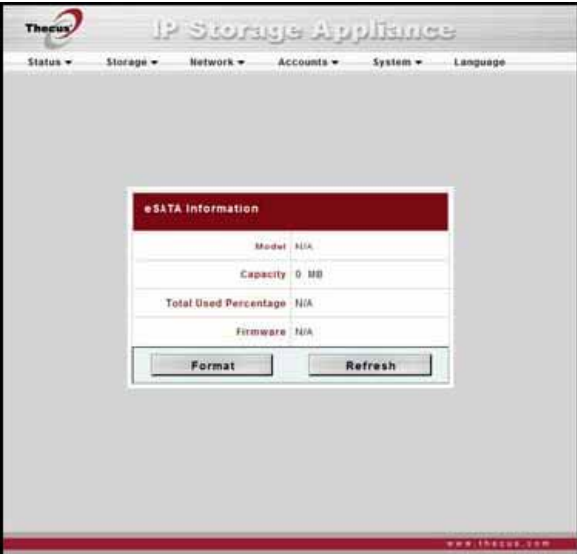 Thecus
IP Storage Appliance
Status Storage Network Accounts System Language
eSATA Information
Model N/A
Capacity 0 MB
Total Used Percentage N/A
Firmware N/A
Format Refresh
www.thecus.com